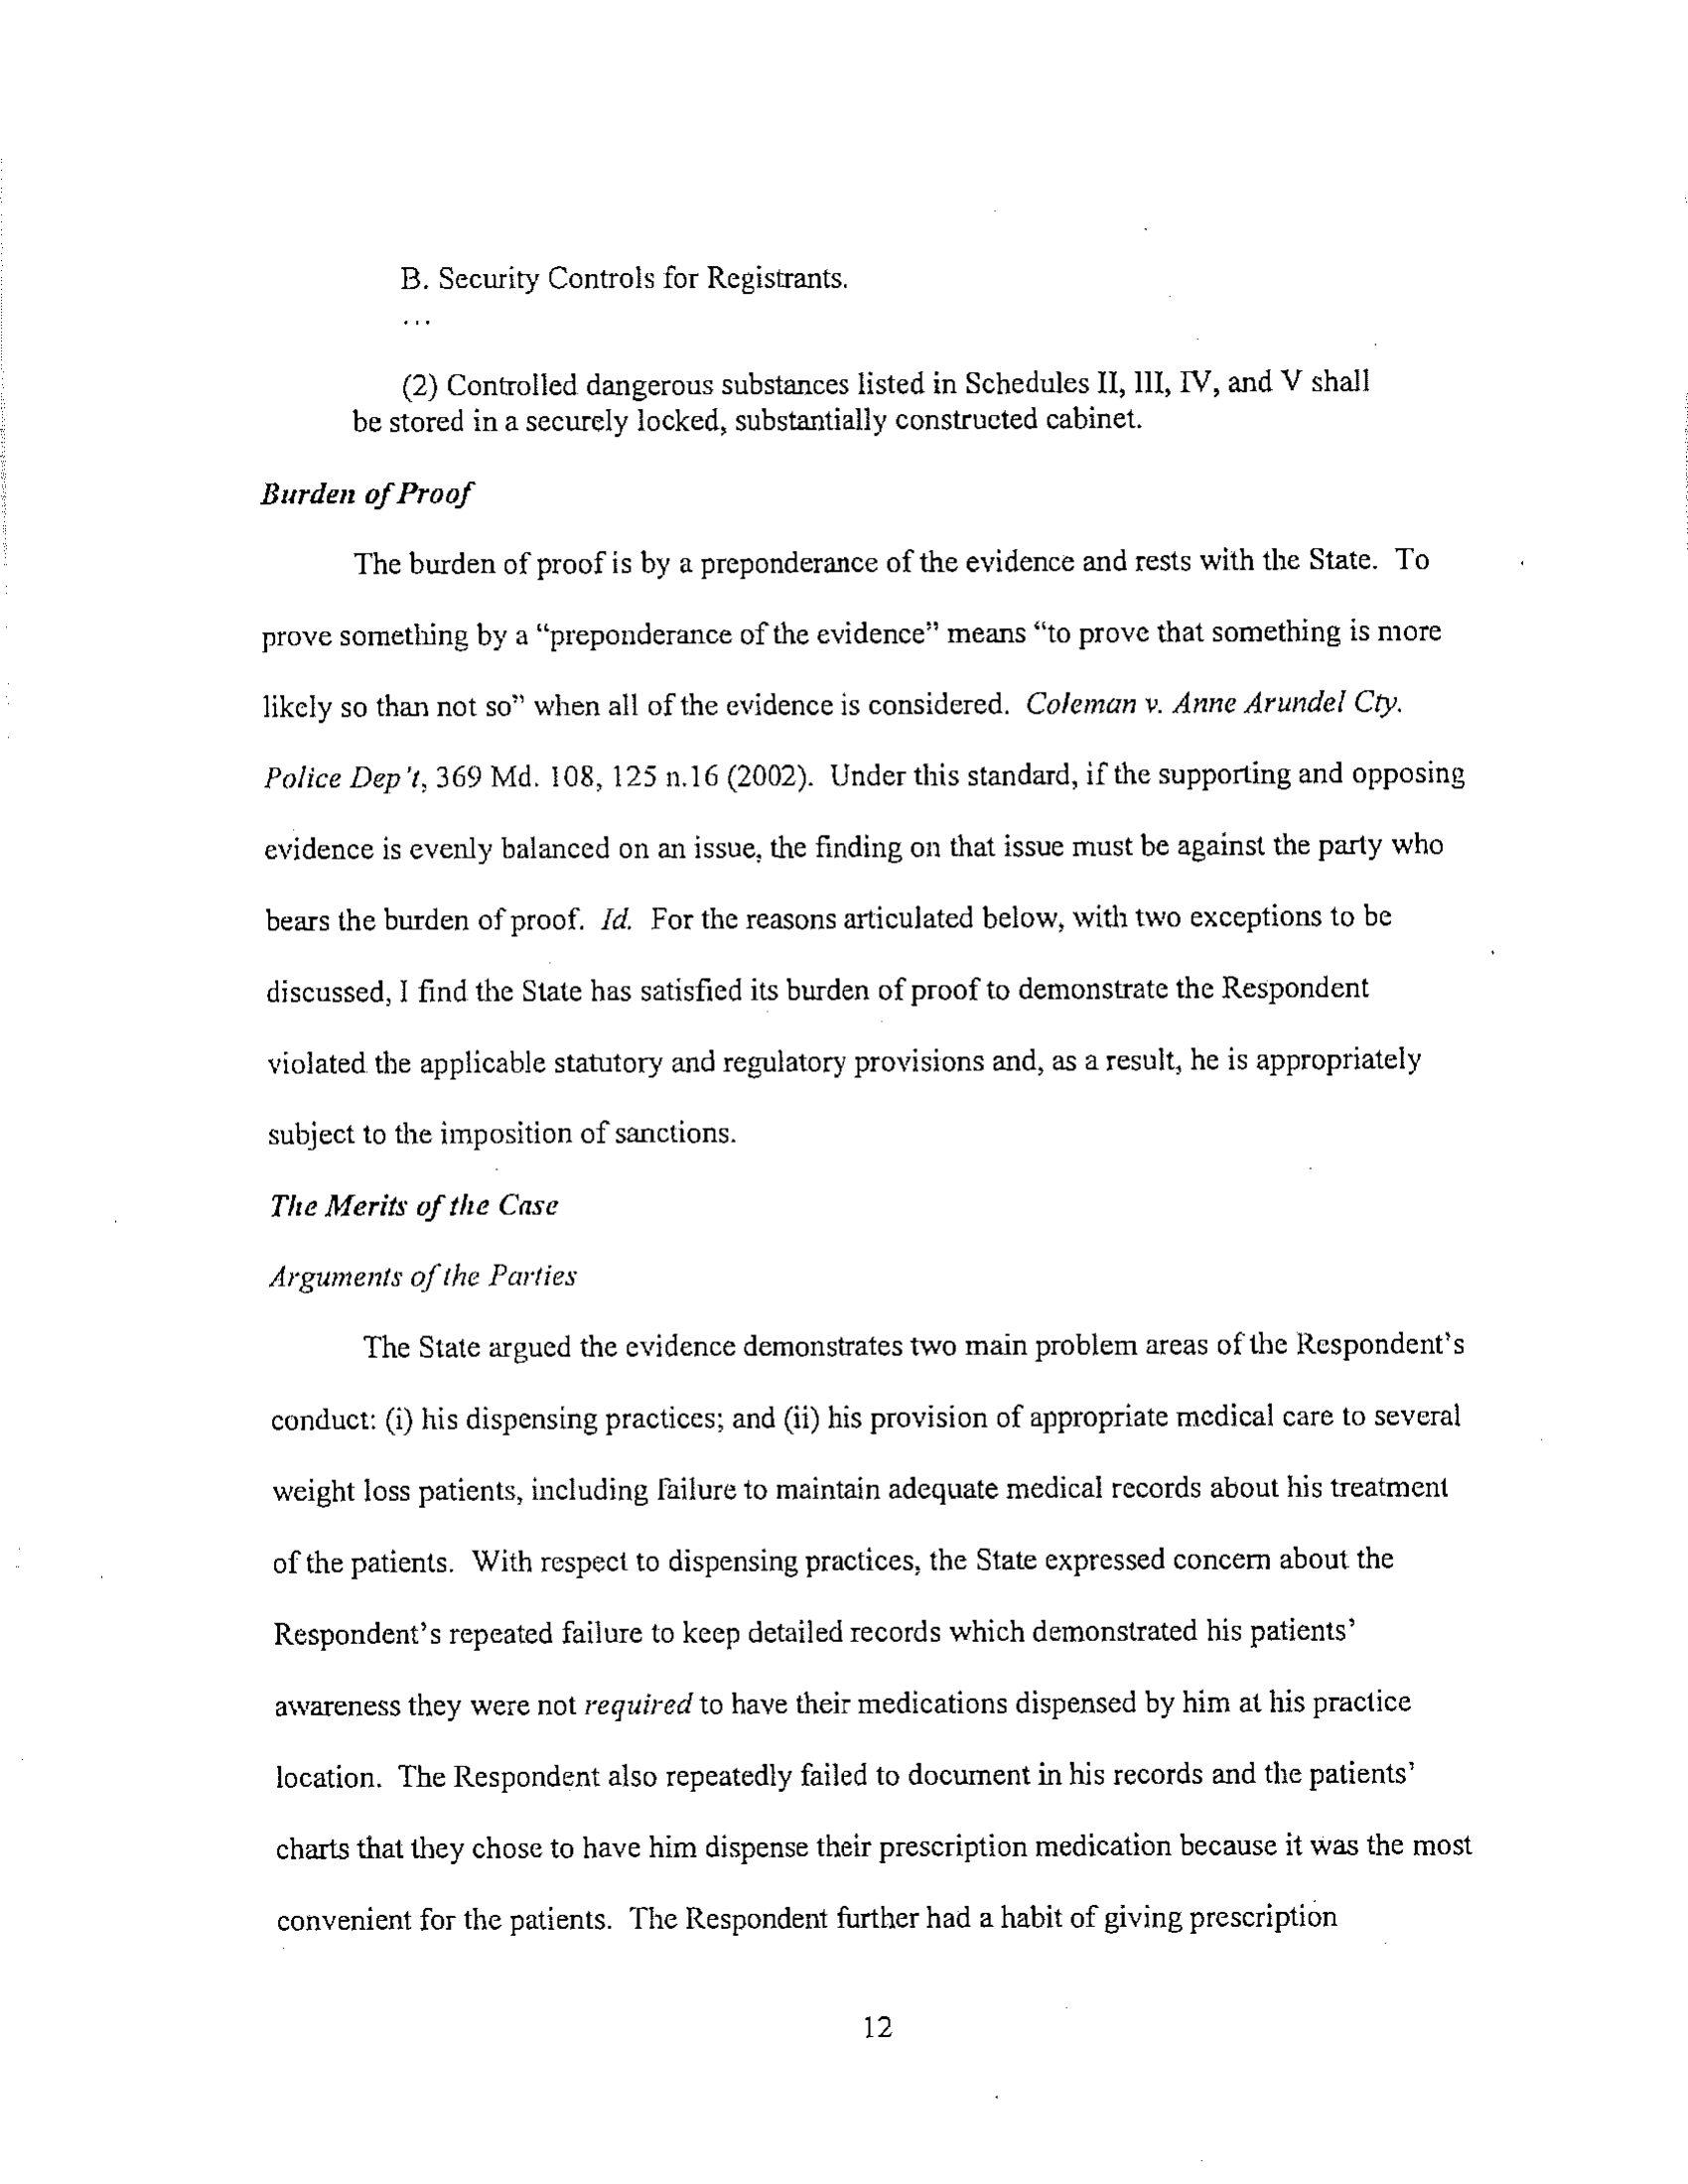 B. Security Controls for Registrants.
...
(2) Controlled dangerous substances listed in Schedules II, III, IV, and V shall
be stored in a securely locked, substantially constructed cabinet.
Burden of Proof
The burden of proof is by a preponderance of the evidence and rests with the State. To
prove something by a “preponderance of the evidence” means “to prove that something is more
likely so than not so” when all of the evidence is considered. Coleman v. Anne Arundel Cty.
Police Dep't, 369 Md. 108, 125 n.16 (2002). Under this standard, if the supporting and opposing
evidence is evenly balanced on an issue, the finding on that issue must be against the party who
bears the burden of proof. Id. For the reasons articulated below, with two exceptions to be
discussed, I find the State has satisfied its burden of proof to demonstrate the Respondent
violated the applicable statutory and regulatory provisions and, as a result, he is appropriately
subject to the imposition of sanctions.
The Merits of the Case
Arguments of the Parties
The State argued the evidence demonstrates two main problem areas of the Respondent’s
conduct: (i) his dispensing practices; and (ii) his provision of appropriate medical care to several
weight loss patients, including failure to maintain adequate medical records about his treatment
of the patients. With respect to dispensing practices, the State expressed concern about the
Respondent’s repeated failure to keep detailed records which demonstrated his patients’
awareness they were not required to have their medications dispensed by him at his practice
location. The Respondent also repeatedly failed to document in his records and the patients’
charts that they chose to have him dispense their prescription medication because it was the most
convenient for the patients. The Respondent further had a habit of giving prescription
12